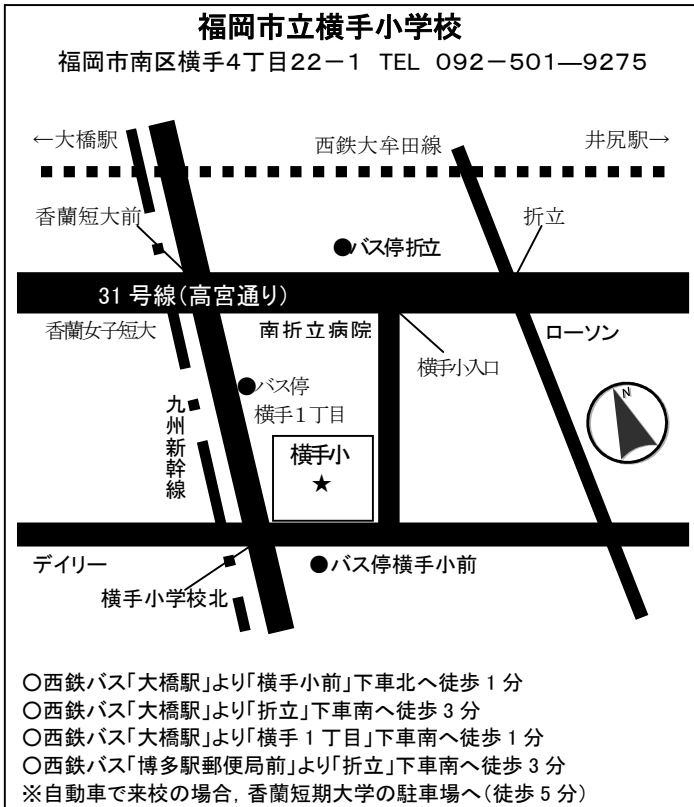 福岡市立横手小学校
福岡市南区横手4丁目22－1 TEL 092－501―9275
←大橋駅
西鉄大牟田線
井尻駅→
香蘭短大前
●バス停折立
折立
31号線(高宮通り)
香蘭女子短大
南折立病院
横手小入口
ローソン
●バス停
横手１丁目
九州新幹線
横手小
★
N
デイリー
●バス停横手小前
横手小学校北
○西鉄バス「大橋駅」より「横手小前」下車北へ徒歩1分
○西鉄バス「大橋駅」より「折立」下車南へ徒歩3分
○西鉄バス「大橋駅」より「横手1丁目」下車南へ徒歩1分
○西鉄バス「博多駅郵便局前」より「折立」下車南へ徒歩3分
※自動車で来校の場合，香蘭短期大学の駐車場へ(徒歩5分)